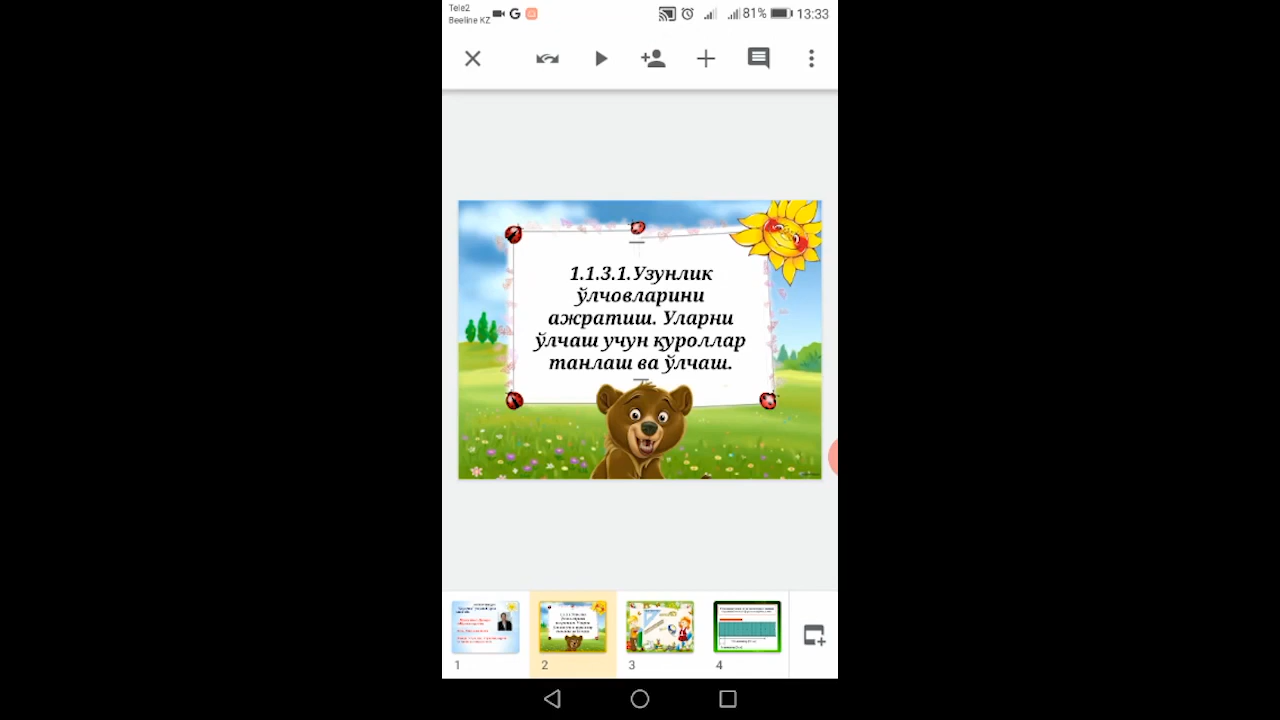 Tele2
Beeline KZ
81%
13:33
1.1.3.1.Узунлик
ўлчовларини
ажратиш. Уларни
ўлчаш учун қуроллар
танлаш ва ўлчаш.
1
2
3
4